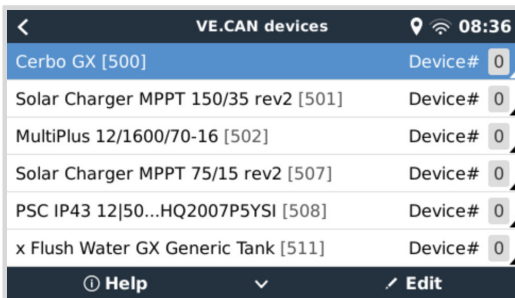 VE.CAN devices 08:36
Cerbo GX [500] Device# 0
Solar Charger MPPT 150/35 rev2 [501] Device# 0
MultiPlus 12/1600/70-16 [502] Device# 0
Solar Charger MPPT 75/15 rev2 [507] Device# 0
PSC IP43 12|50...HQ2007P5YSI [508] Device# 0
x Flush Water GX Generic Tank [511] Device# 0
Help Edit